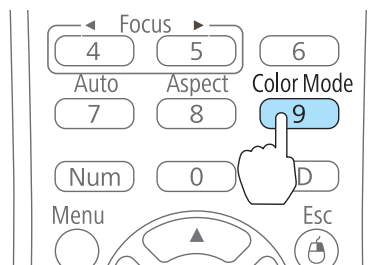 ◄ Focus ►
4 5 6
Auto Aspect Color Mode
7 8 9
Num 0 D
Menu Esc